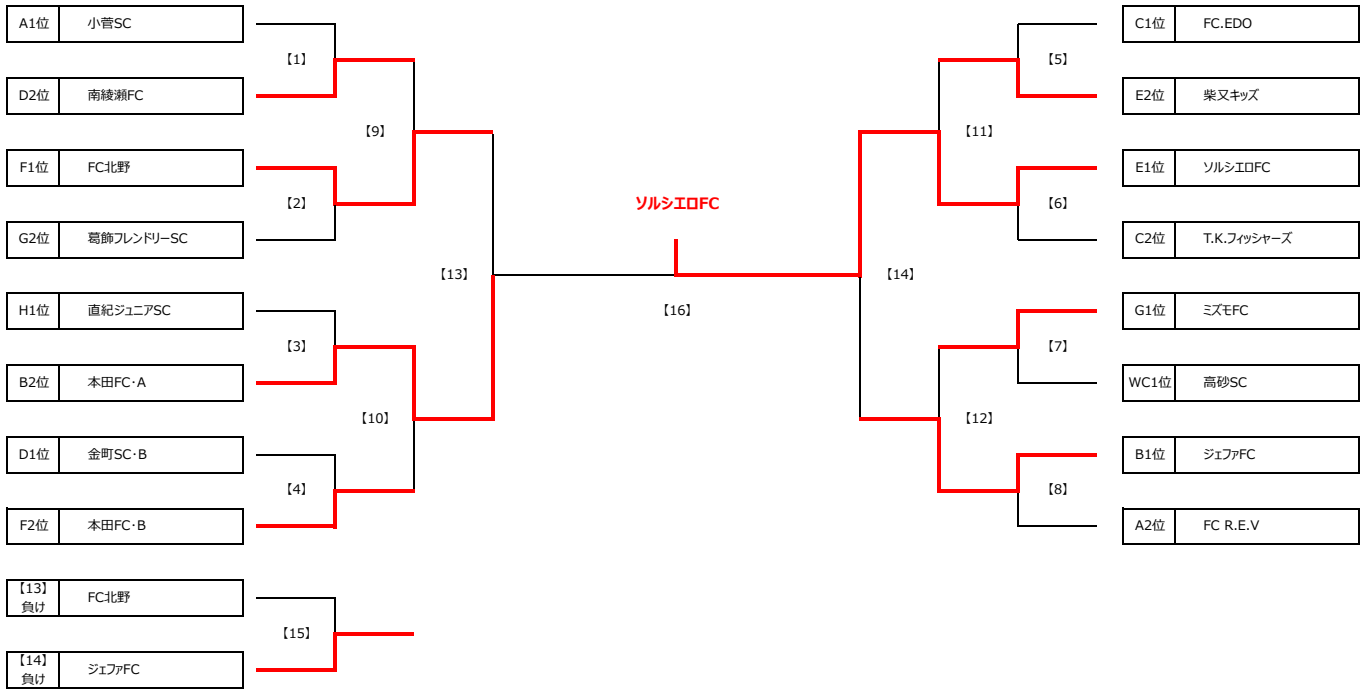 A1位 小菅SC
【1】
D2位 南綾瀬FC
【9】
F1位 FC北野
【2】
G2位 葛飾フレンドリーSC
【13】
H1位 直紀ジュニアSC
【3】
B2位 本田FC・A
【10】
D1位 金町SC・B
【4】
F2位 本田FC・B
【13】
負け
FC北野
【15】
【14】
負け
ジェファFC
ソルシエロFC
【16】
C1位 FC.EDO
【5】
E2位 柴又キッズ
【11】
E1位 ソルシエロFC
【6】
C2位 T.K.フィッシャーズ
【14】
G1位 ミズモFC
【7】
WC1位 高砂SC
【12】
B1位 ジェファFC
【8】
A2位 FC R.E.V